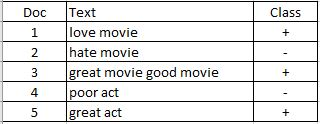 Doc Text Class
1 love movie +
2 hate movie -
3 great movie good movie +
4 poor act -
5 great act +